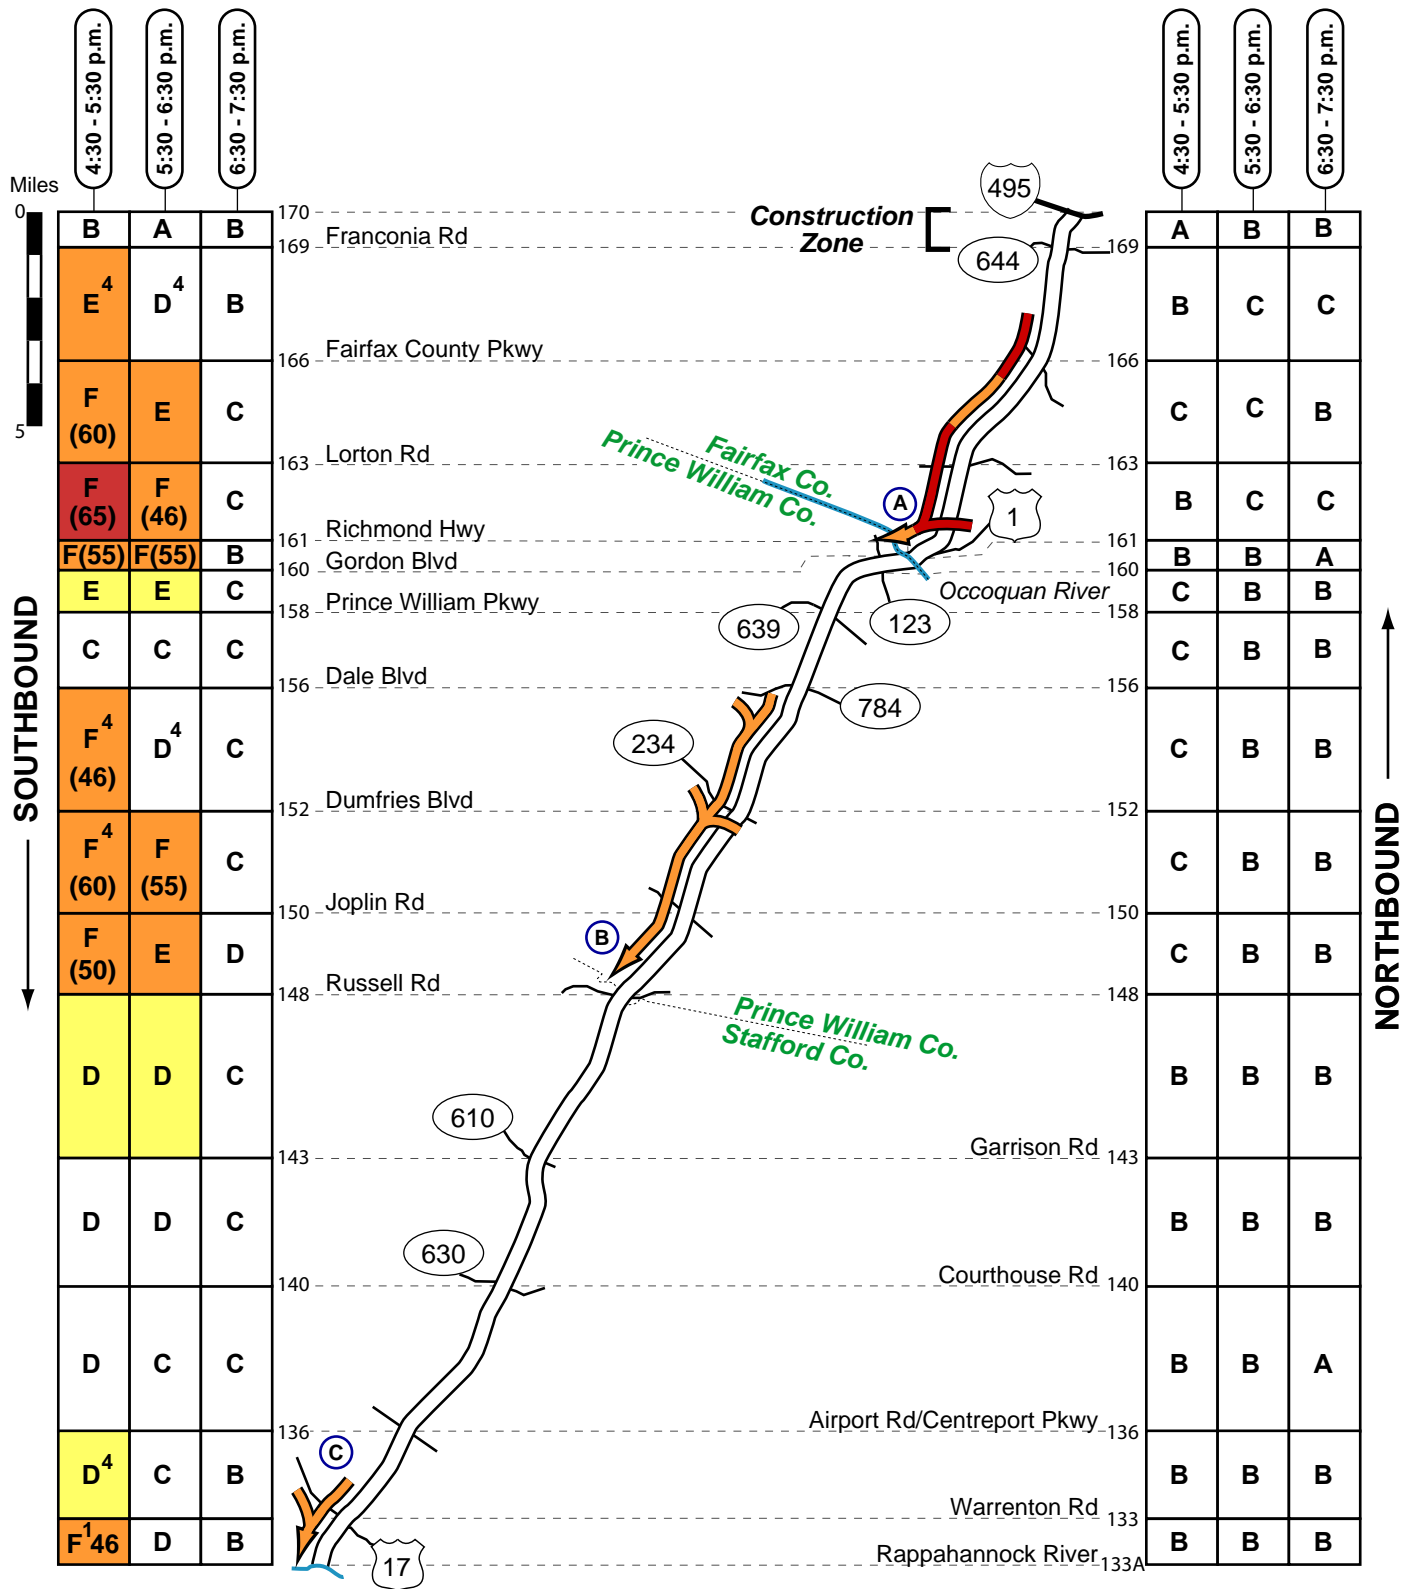 4:30 - 5:30 p.m.
5:30 - 6:30 p.m.
6:30 - 7:30 p.m.
4:30 - 5:30 p.m.
5:30 - 6:30 p.m.
6:30 - 7:30 p.m.
Miles
0
5
SOUTHBOUND
NORTHBOUND
B A B
170
Franconia Rd
Construction
Zone
495
644
A B B
169
169
E4 D4 B
B C C
Fairfax County Pkwy
166
166
F
(60)
E C
C C B
Lorton Rd
163
163
Fairfax Co.
Prince William Co.
F
(65)
F
(46)
C
A
1
B C C
Richmond Hwy
161
161
F(55) F(55) B
Gordon Blvd
B B A
160
160
E E C
Prince William Pkwy
Occoquan River
C B B
158
158
639
123
C C C
C B B
Dale Blvd
156
156
784
234
F4
(46)
D4 C
C B B
Dumfries Blvd
152
152
F4
(60)
F
(55)
C
C B B
Joplin Rd
150
150
B
F
(50)
E D
C B B
Russell Rd
148
148
Prince William Co.
Stafford Co.
D D C
B B B
610
Garrison Rd
143
143
D D C
B B B
630
Courthouse Rd
140
140
D C C
B B A
Airport Rd/Centreport Pkwy
136
136
C
D4 C B
B B B
Warrenton Rd
133
F146 D B
B B B
17
Rappahannock River
133A